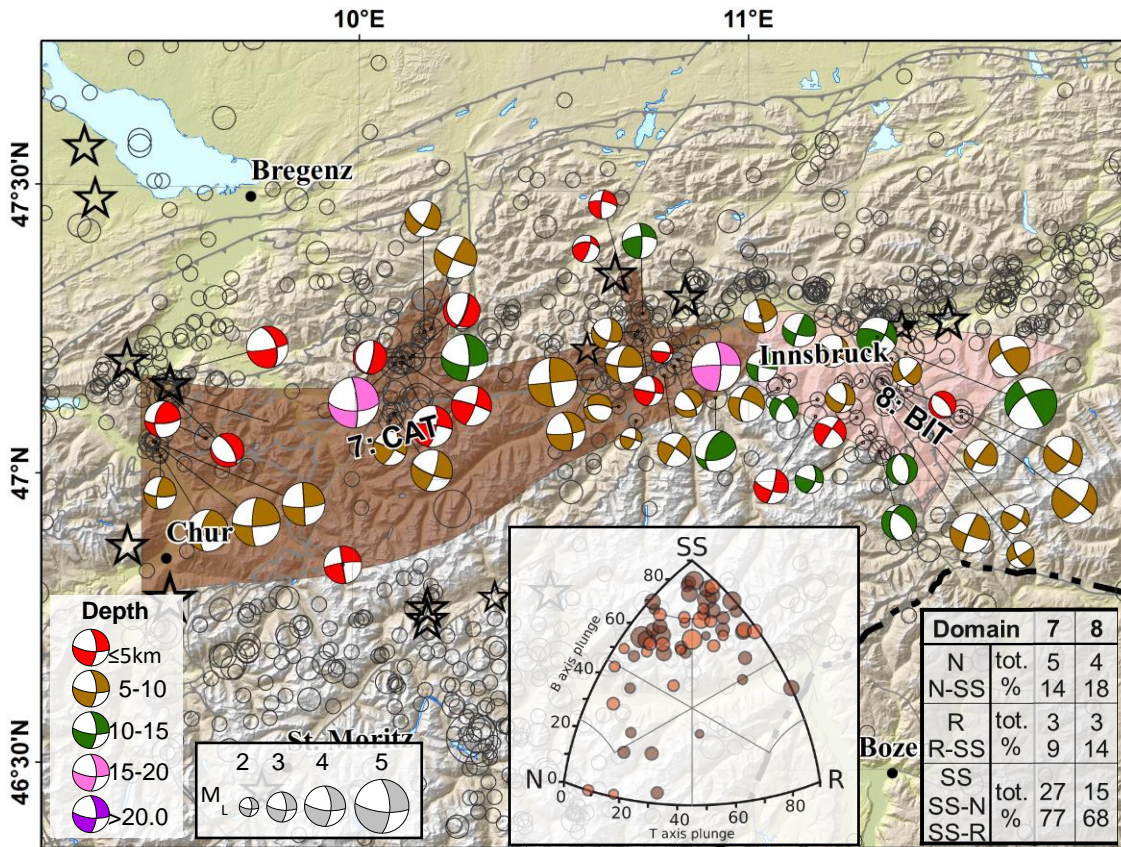 10°E 11°E
47°30'N
47°N
46°30'N
Bregenz
Innsbruck
7: CAT
8: BIT
Chur
St. Moritz
Boze
Depth
≤5km
5-10
10-15
15-20
>20.0
2 3 4 5
ML
SS
80
60
40
20
0
B axis plunge
N
R
0 20 40 60 80
T axis plunge
Domain 7 8
N tot. 5 4
N-SS % 14 18
R tot. 3 3
R-SS % 9 14
SS
SS-N tot. 27 15
SS-R % 77 68